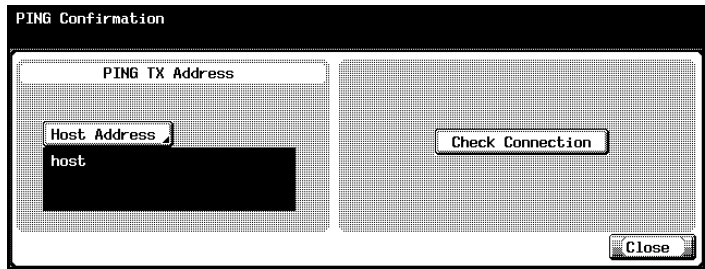 PING Confirmation
PING TX Address
Host Address
host
Check Connection
Close